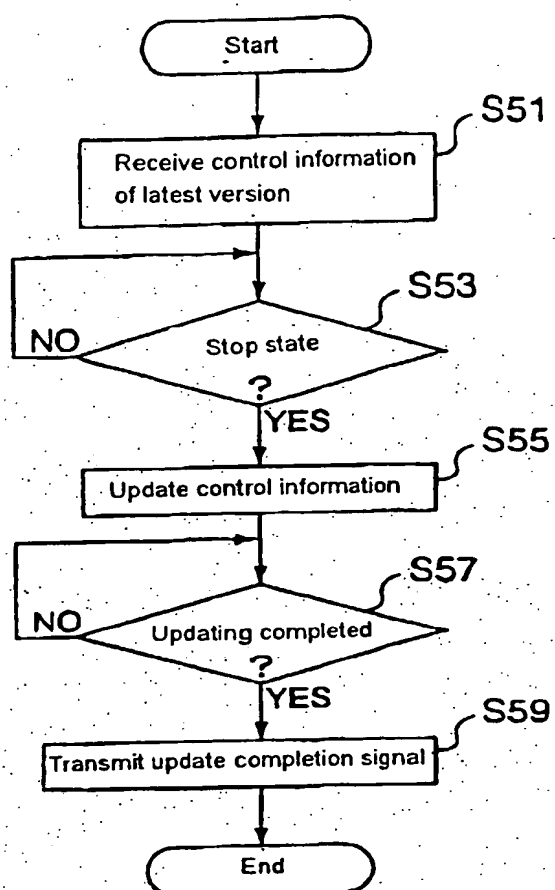 Start
S51
Receive control information
of latest version
S53
Stop state
?
NO
YES
S55
Update control information
S57
Updating completed
?
NO
YES
S59
Transmit update completion signal
End